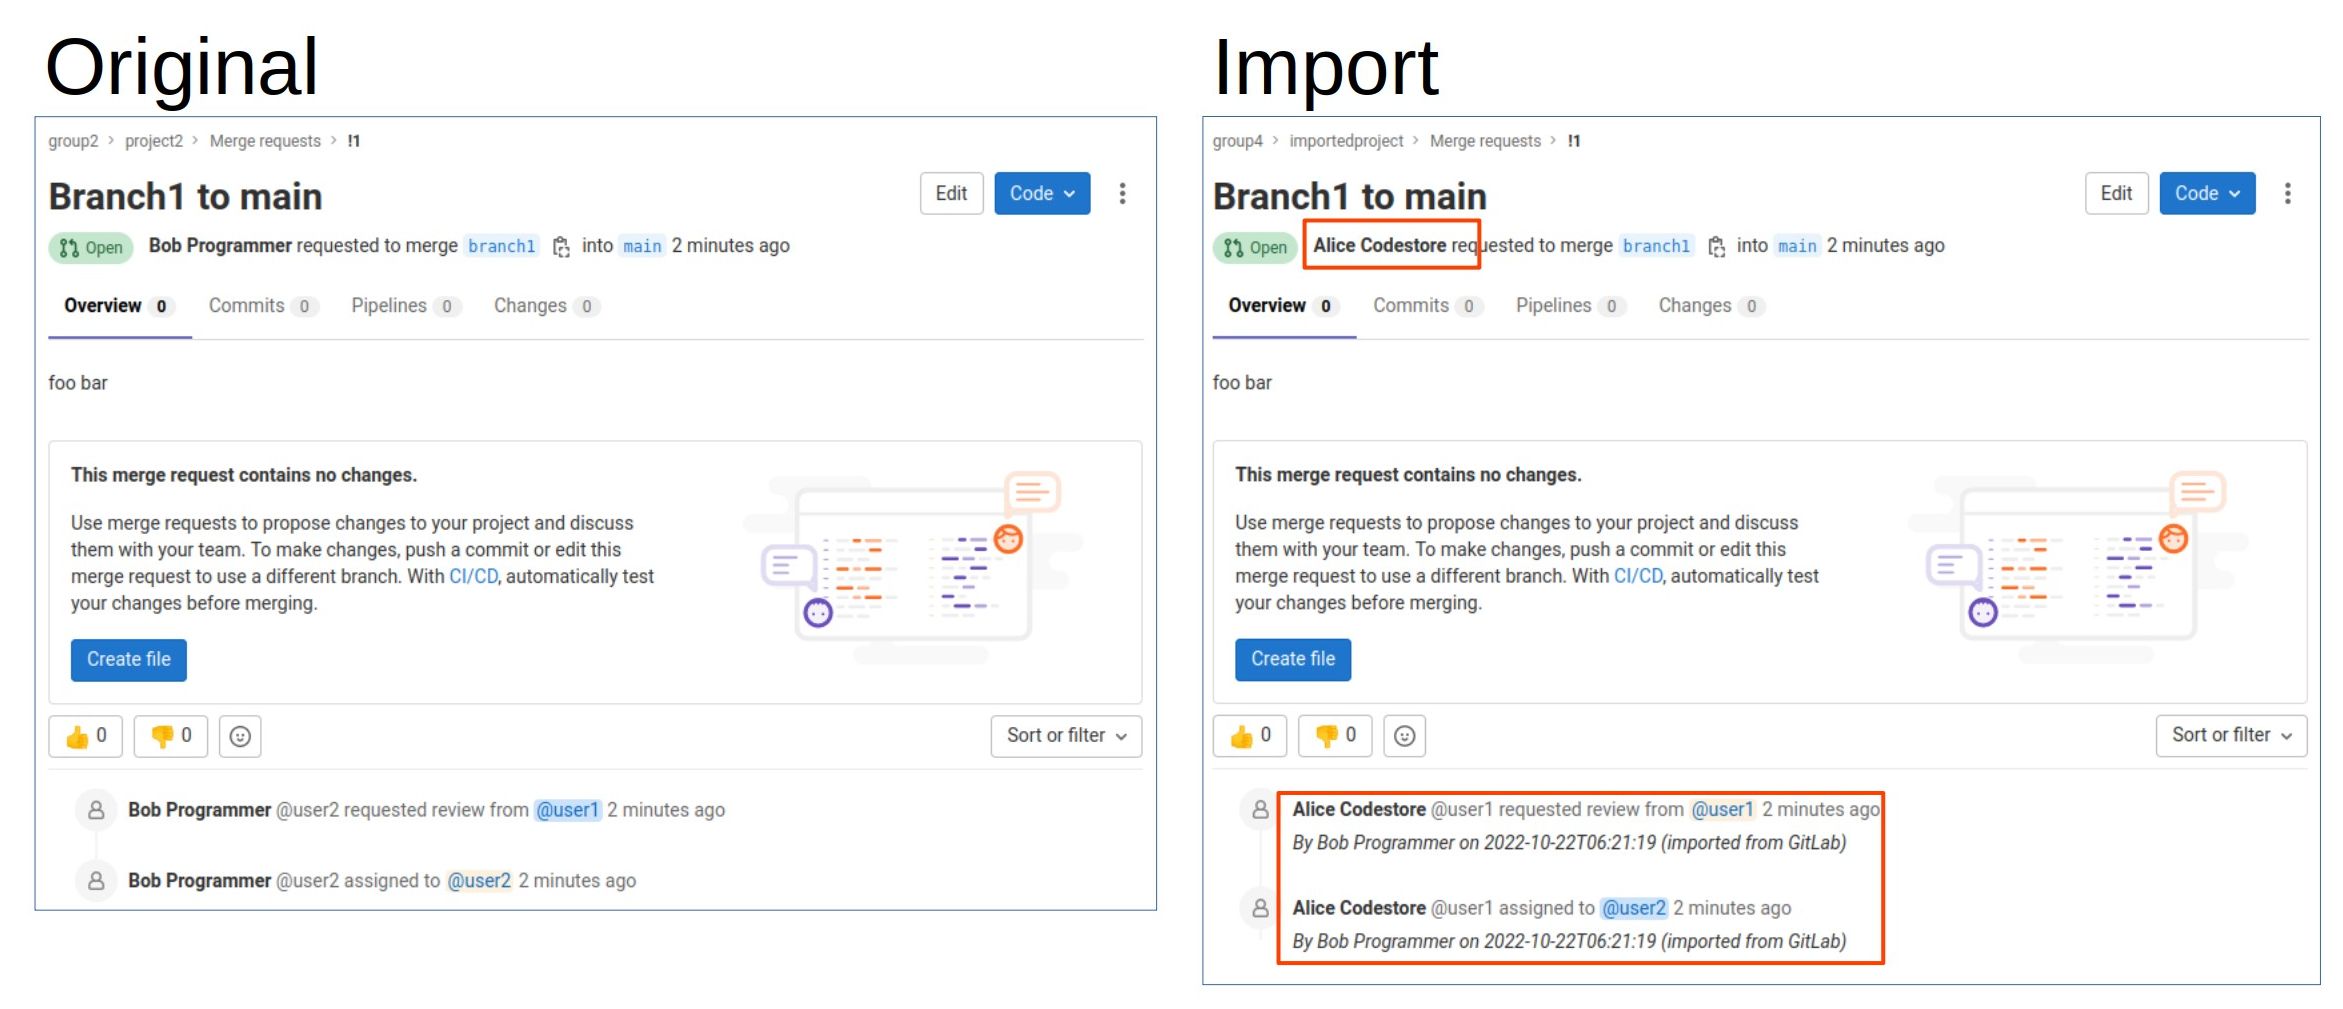 Original
group2 > project2 > Merge requests > !1
Branch1 to main
Edit
Code
Open Bob Programmer requested to merge branch1 into main 2 minutes ago
Overview 0 Commits 0 Pipelines 0 Changes 0
foo bar
This merge request contains no changes.
Use merge requests to propose changes to your project and discuss
them with your team. To make changes, push a commit or edit this
merge request to use a different branch. With CI/CD, automatically test
your changes before merging.
Create file
0 0
Sort or filter
Bob Programmer @user2 requested review from @user1 2 minutes ago
Bob Programmer @user2 assigned to @user2 2 minutes ago
Import
group4 > importedproject > Merge requests > !1
Branch1 to main
Edit
Code
Open Alice Codestore requested to merge branch1 into main 2 minutes ago
Overview 0 Commits 0 Pipelines 0 Changes 0
foo bar
This merge request contains no changes.
Use merge requests to propose changes to your project and discuss
them with your team. To make changes, push a commit or edit this
merge request to use a different branch. With CI/CD, automatically test
your changes before merging.
Create file
0 0
Sort or filter
Alice Codestore @user1 requested review from @user1 2 minutes ago
By Bob Programmer on 2022-10-22T06:21:19 (imported from GitLab)
Alice Codestore @user1 assigned to @user2 2 minutes ago
By Bob Programmer on 2022-10-22T06:21:19 (imported from GitLab)